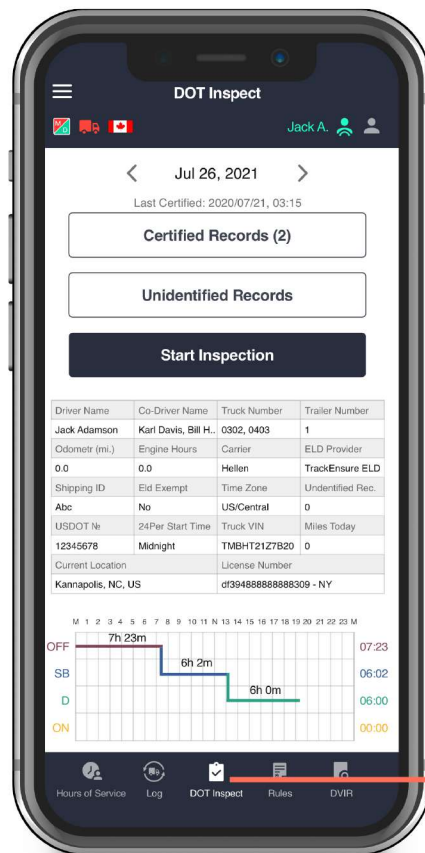 DOT Inspect
M D
Jack A.
Jul 26, 2021
Last Certified: 2020/07/21, 03:15
Certified Records (2)
Unidentified Records
Start Inspection
Driver Name Co-Driver Name Truck Number Trailer Number
Jack Adamson Karl Davis, Bill H.. 0302, 0403 1
Odometr (mi.) Engine Hours Carrier ELD Provider
0.0 0.0 Hellen TrackEnsure ELD
Shipping ID Eld Exempt Time Zone Undentified Rec.
Abc No US/Central 0
USDOT № 24Per Start Time Truck VIN Miles Today
12345678 Midnight TMBHT21Z7B20 0
Current Location License Number
Kannapolis, NC, US df394888888888309 - NY
M 1 2 3 4 5 6 7 8 9 10 11 N 13 14 15 16 17 18 19 20 21 22 23 M
OFF 7h 23m 07:23
SB 6h 2m 06:02
D 6h 0m 06:00
ON 00:00
Hours of Service Log DOT Inspect Rules DVIR